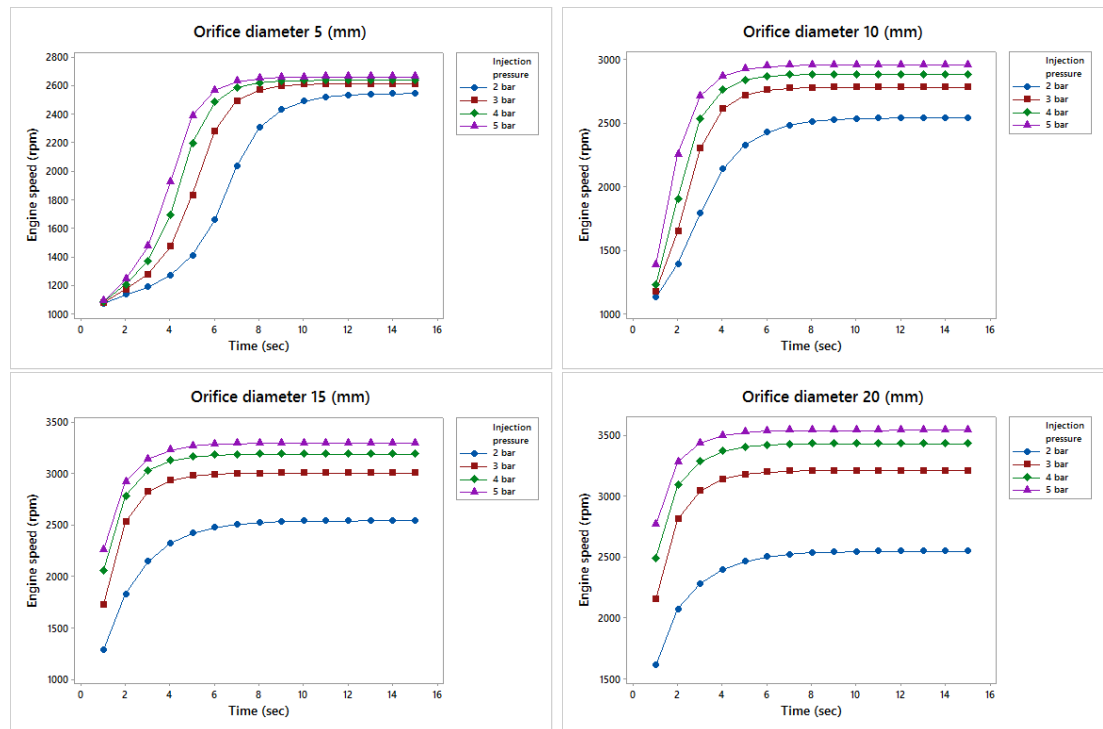 Orifice diameter 5 (mm)
Engine speed (rpm)
2800
2600
2400
2200
2000
1800
1600
1400
1200
1000
0 2 4 6 8 10 12 14 16
Time (sec)
Injection
pressure
2 bar
3 bar
4 bar
5 bar
Orifice diameter 10 (mm)
Engine speed (rpm)
3000
2500
2000
1500
1000
0 2 4 6 8 10 12 14 16
Time (sec)
Injection
pressure
2 bar
3 bar
4 bar
5 bar
Orifice diameter 15 (mm)
Engine speed (rpm)
3500
3000
2500
2000
1500
1000
0 2 4 6 8 10 12 14 16
Time (sec)
Injection
pressure
2 bar
3 bar
4 bar
5 bar
Orifice diameter 20 (mm)
Engine speed (rpm)
3500
3000
2500
2000
1500
0 2 4 6 8 10 12 14 16
Time (sec)
Injection
pressure
2 bar
3 bar
4 bar
5 bar